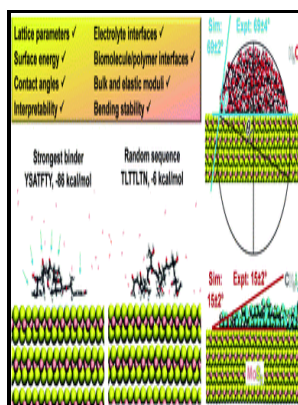 Lattice parameters ✓
Surface energy ✓
Contact angles ✓
Interpretability ✓
Electrolyte interfaces ✓
Biomolecule/polymer interfaces ✓
Bulk and elastic moduli ✓
Bending stability ✓
Strongest binder
YSATFTY, -86 kcal/mol
Random sequence
TLTTLTN, -6 kcal/mol
Sim:
68±2°
Expt: 69±4°
Sim:
15±2°
Expt: 15±2°